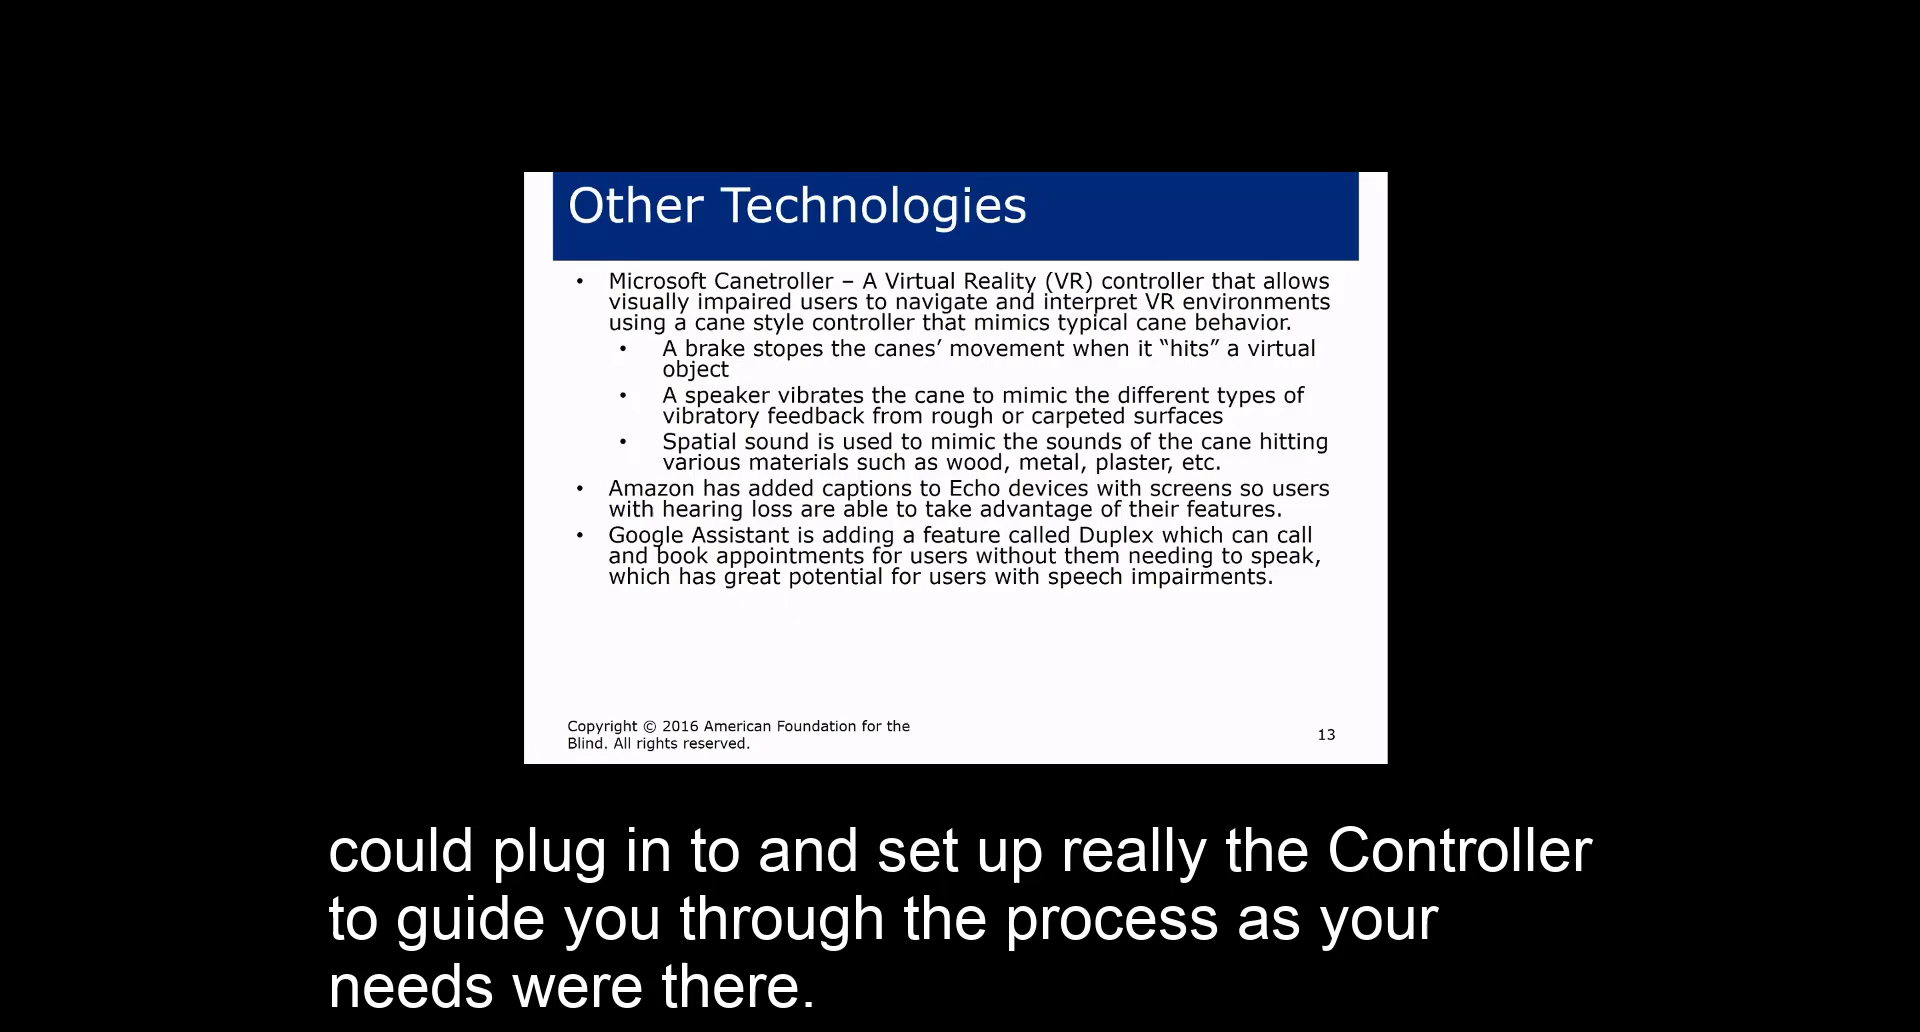 Other Technologies
• Microsoft Canetroller – A Virtual Reality (VR) controller that allows
visually impaired users to navigate and interpret VR environments
using a cane style controller that mimics typical cane behavior.
• A brake stopes the canes’ movement when it “hits” a virtual
object
• A speaker vibrates the cane to mimic the different types of
vibratory feedback from rough or carpeted surfaces
• Spatial sound is used to mimic the sounds of the cane hitting
various materials such as wood, metal, plaster, etc.
• Amazon has added captions to Echo devices with screens so users
with hearing loss are able to take advantage of their features.
• Google Assistant is adding a feature called Duplex which can call
and book appointments for users without them needing to speak,
which has great potential for users with speech impairments.
Copyright © 2016 American Foundation for the
Blind. All rights reserved.
13
could plug in to and set up really the Controller
to guide you through the process as your
needs were there.